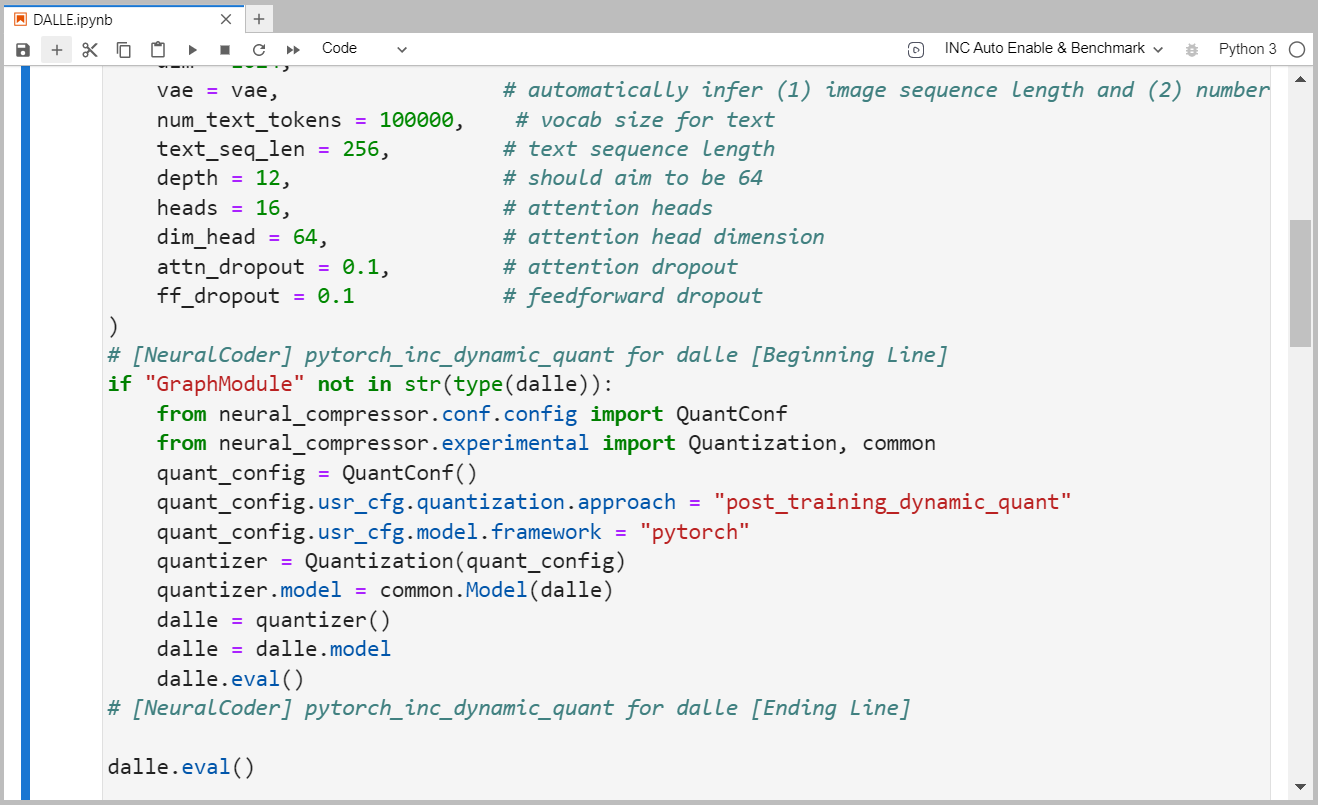 DALLE.ipynb
Code
INC Auto Enable & Benchmark
Python 3
vae = vae,              # automatically infer (1) image sequence length and (2) number
num_text_tokens = 100000,    # vocab size for text
text_seq_len = 256,         # text sequence length
depth = 12,                 # should aim to be 64
heads = 16,                 # attention heads
dim_head = 64,              # attention head dimension
attn_dropout = 0.1,         # attention dropout
ff_dropout = 0.1            # feedforward dropout
)
# [NeuralCoder] pytorch_inc_dynamic_quant for dalle [Beginning Line]
if "GraphModule" not in str(type(dalle)):
    from neural_compressor.conf.config import QuantConf
    from neural_compressor.experimental import Quantization, common
    quant_config = QuantConf()
    quant_config.usr_cfg.quantization.approach = "post_training_dynamic_quant"
    quant_config.usr_cfg.model.framework = "pytorch"
    quantizer = Quantization(quant_config)
    quantizer.model = common.Model(dalle)
    dalle = quantizer()
    dalle = dalle.model
    dalle.eval()
# [NeuralCoder] pytorch_inc_dynamic_quant for dalle [Ending Line]
dalle.eval()